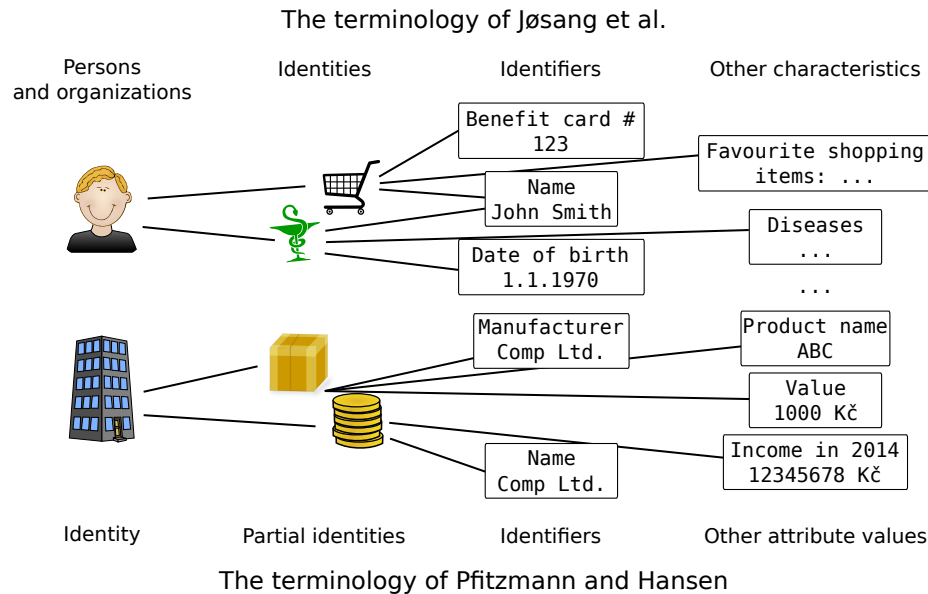 The terminology of Jøsang et al.
Persons
and organizations
Identities
Identifiers
Other characteristics
Benefit card #
123
Favourite shopping
items: ...
Name
John Smith
Diseases
...
Date of birth
1.1.1970
...
Manufacturer
Comp Ltd.
Product name
ABC
Value
1000 Kč
Income in 2014
12345678 Kč
Name
Comp Ltd.
Identity
Partial identities
Identifiers
Other attribute values
The terminology of Pfitzmann and Hansen